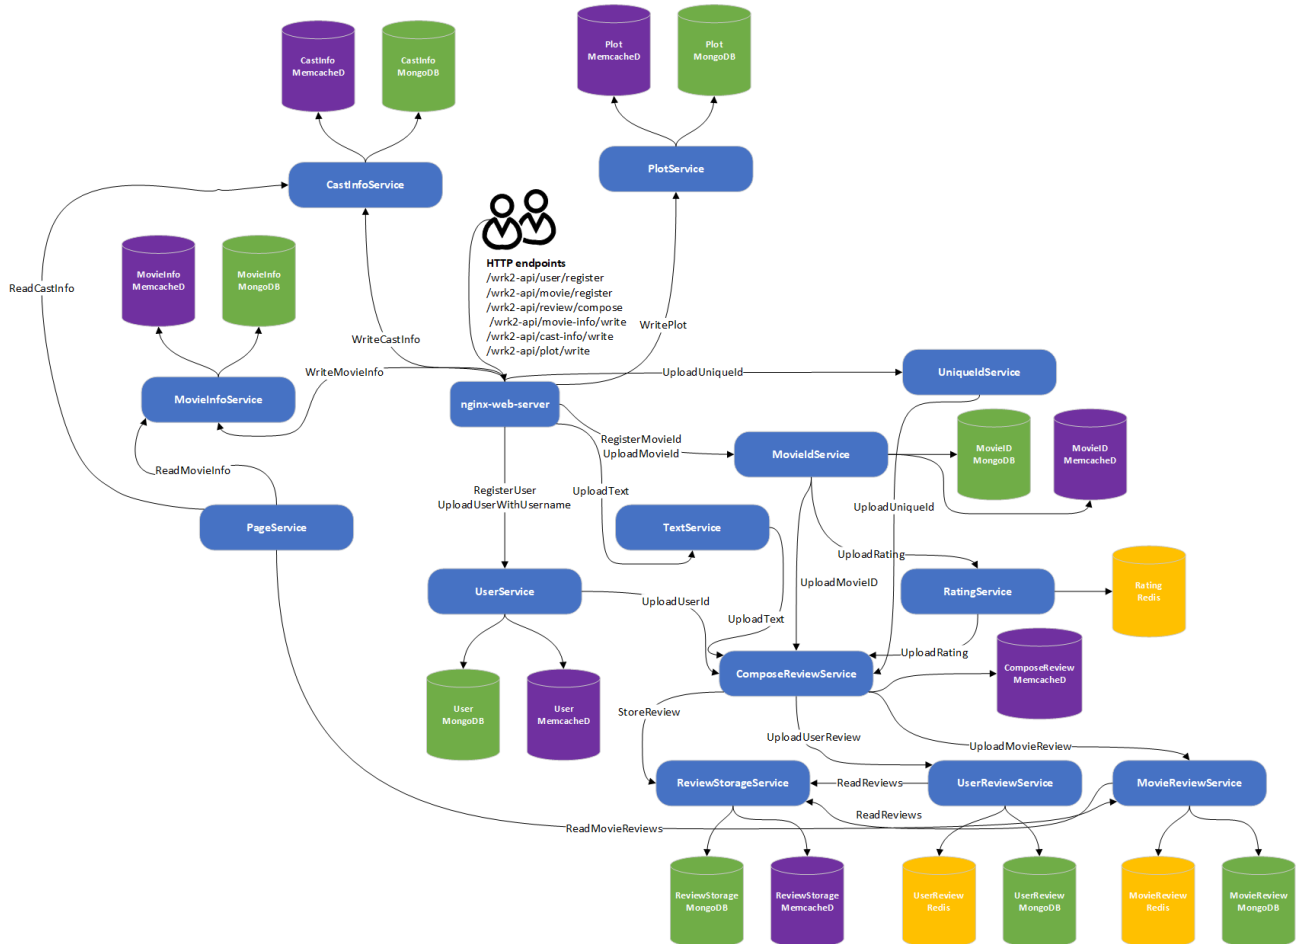 Plot
MemcacheD
Plot
MongoDB
CastInfo
MemcacheD
CastInfo
MongoDB
PlotService
CastInfoService
HTTP endpoints
/wrk2-api/user/register
/wrk2-api/movie/register
/wrk2-api/review/compose
/wrk2-api/movie-info/write
/wrk2-api/cast-info/write
/wrk2-api/plot/write
MovieInfo
MemcacheD
MovieInfo
MongoDB
ReadCastInfo
WritePlot
WriteCastInfo
WriteMovieInfo
UploadUniqueId
UniqueIdService
MovieInfoService
nginx-web-server
RegisterMovieId
UploadMovieId
MovieIdService
MovieID
MongoDB
MovieID
MemcacheD
ReadMovieInfo
RegisterUser
UploadUserWithUsername
UploadText
UploadUniqueId
PageService
TextService
UploadRating
UploadMovieID
UserService
RatingService
Rating
Redis
UploadUserId
UploadText
UploadRating
ComposeReviewService
ComposeReview
MemcacheD
User
MongoDB
User
MemcacheD
StoreReview
UploadUserReview
UploadMovieReview
ReviewStorageService
ReadReviews
UserReviewService
MovieReviewService
ReadReviews
ReadMovieReviews
ReviewStorage
MongoDB
ReviewStorage
MemcacheD
UserReview
Redis
UserReview
MongoDB
MovieReview
Redis
MovieReview
MongoDB